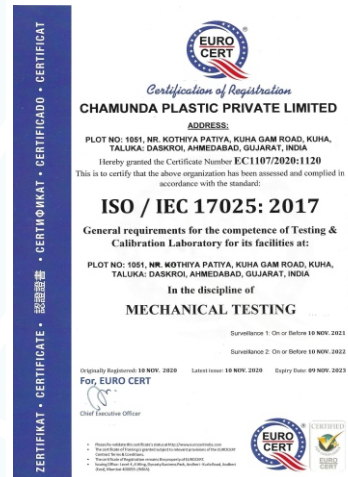 EURO
CERT
Certification of Registration
CHAMUNDA PLASTIC PRIVATE LIMITED
ADDRESS:
PLOT NO: 1051, NR. KOTHIYA PATIYA, KUHA GAM ROAD, KUHA,
TALUKA: DASKROI, AHMEDABAD, GUJARAT, INDIA
Hereby granted the Certificate Number EC1107/2020:1120
This is to certify that the above organization has been assessed and complied in
accordance with the standard:
ISO / IEC 17025: 2017
General requirements for the competence of Testing &
Calibration Laboratory for its facilities at:
PLOT NO: 1051, NR. KOTHIYA PATIYA, KUHA GAM ROAD, KUHA,
TALUKA: DASKROI, AHMEDABAD, GUJARAT, INDIA
In the discipline of
MECHANICAL TESTING
Surveillance 1: On or Before 10 NOV. 2021
Surveillance 2: On or Before 10 NOV. 2022
Originally Registered: 10 NOV. 2020 Latest issue: 10 NOV. 2020 Expiry Date: 09 NOV. 2023
For, EURO CERT
Chief Executive Officer
EURO
CERT
CERTIFIED
ZERTIFIKAT • CERTIFICATE • 認證證書 • СЕРТИФИКАТ • CERTIFICADO • CERTIFICAT